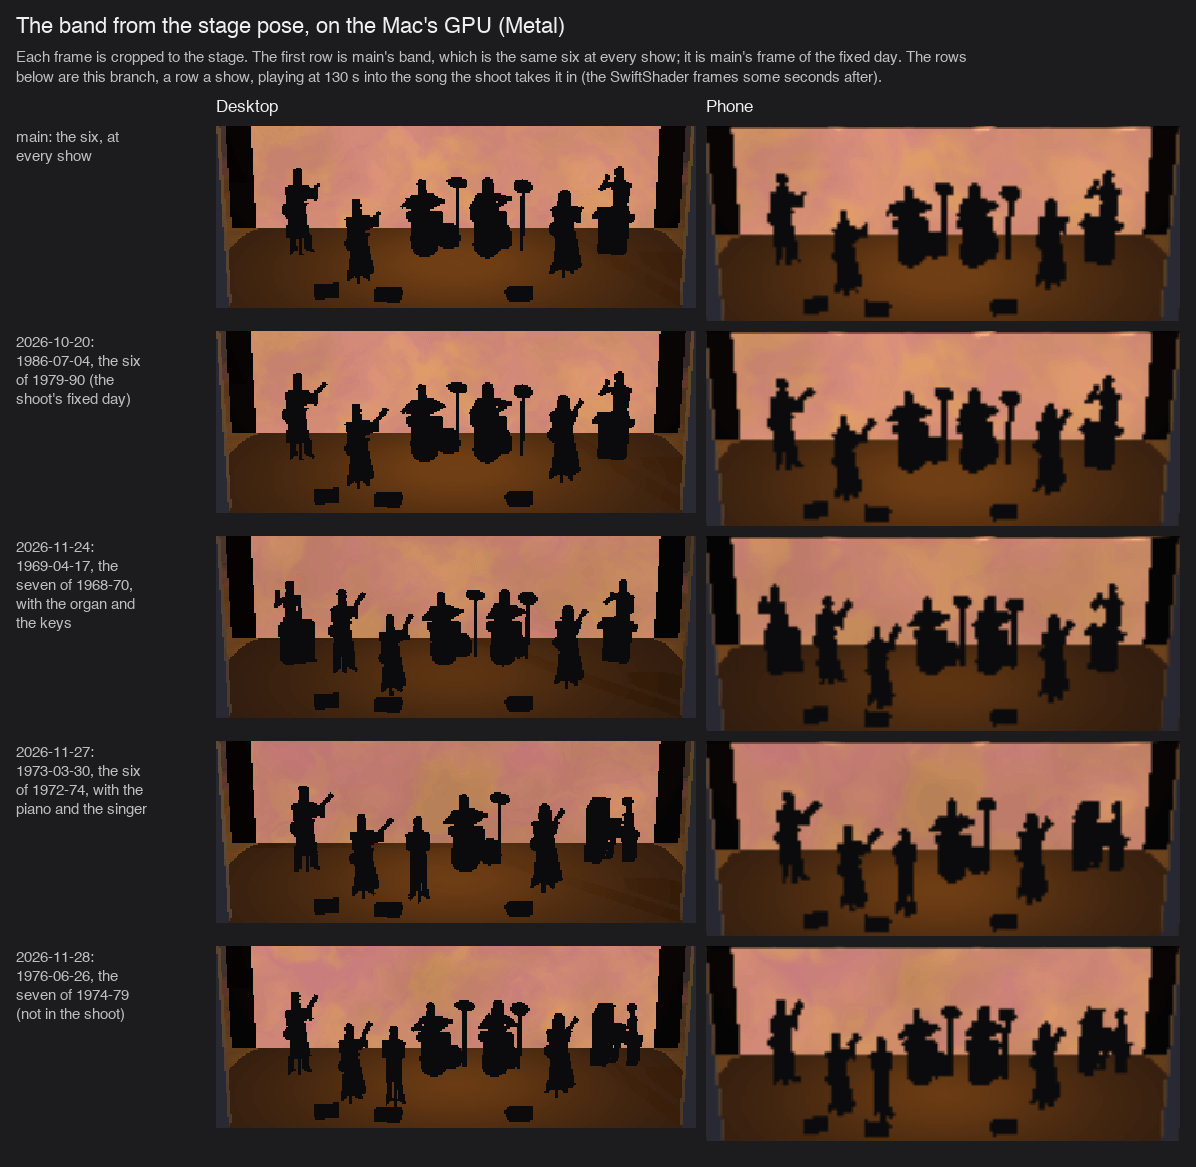 The band from the stage pose, on the Mac's GPU (Metal)
Each frame is cropped to the stage. The first row is main's band, which is the same six at every show; it is main's frame of the fixed day. The rows
below are this branch, a row a show, playing at 130 s into the song the shoot takes it in (the SwiftShader frames some seconds after).
Desktop
Phone
main: the six, at
every show
2026-10-20:
1986-07-04, the six
of 1979-90 (the
shoot's fixed day)
2026-11-24:
1969-04-17, the
seven of 1968-70,
with the organ and
the keys
2026-11-27:
1973-03-30, the six
of 1972-74, with the
piano and the singer
2026-11-28:
1976-06-26, the
seven of 1974-79
(not in the shoot)